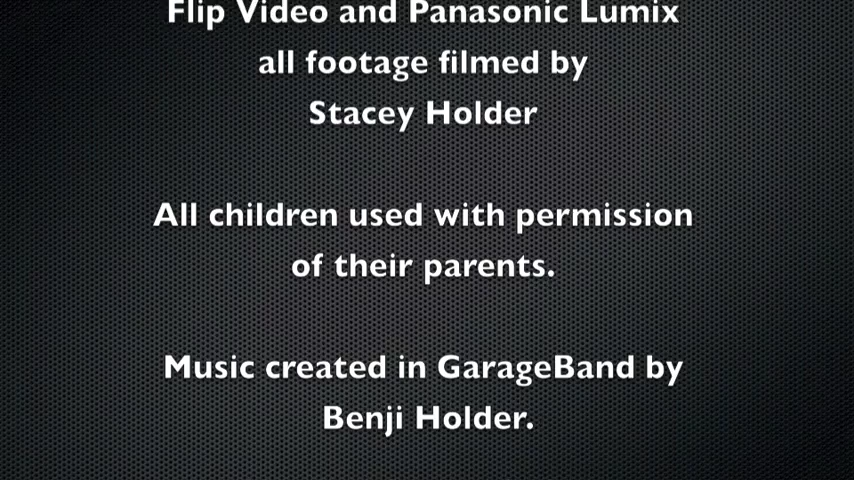 Flip Video and Panasonic Lumix
all footage filmed by
Stacey Holder
All children used with permission
of their parents.
Music created in GarageBand by
Benji Holder.